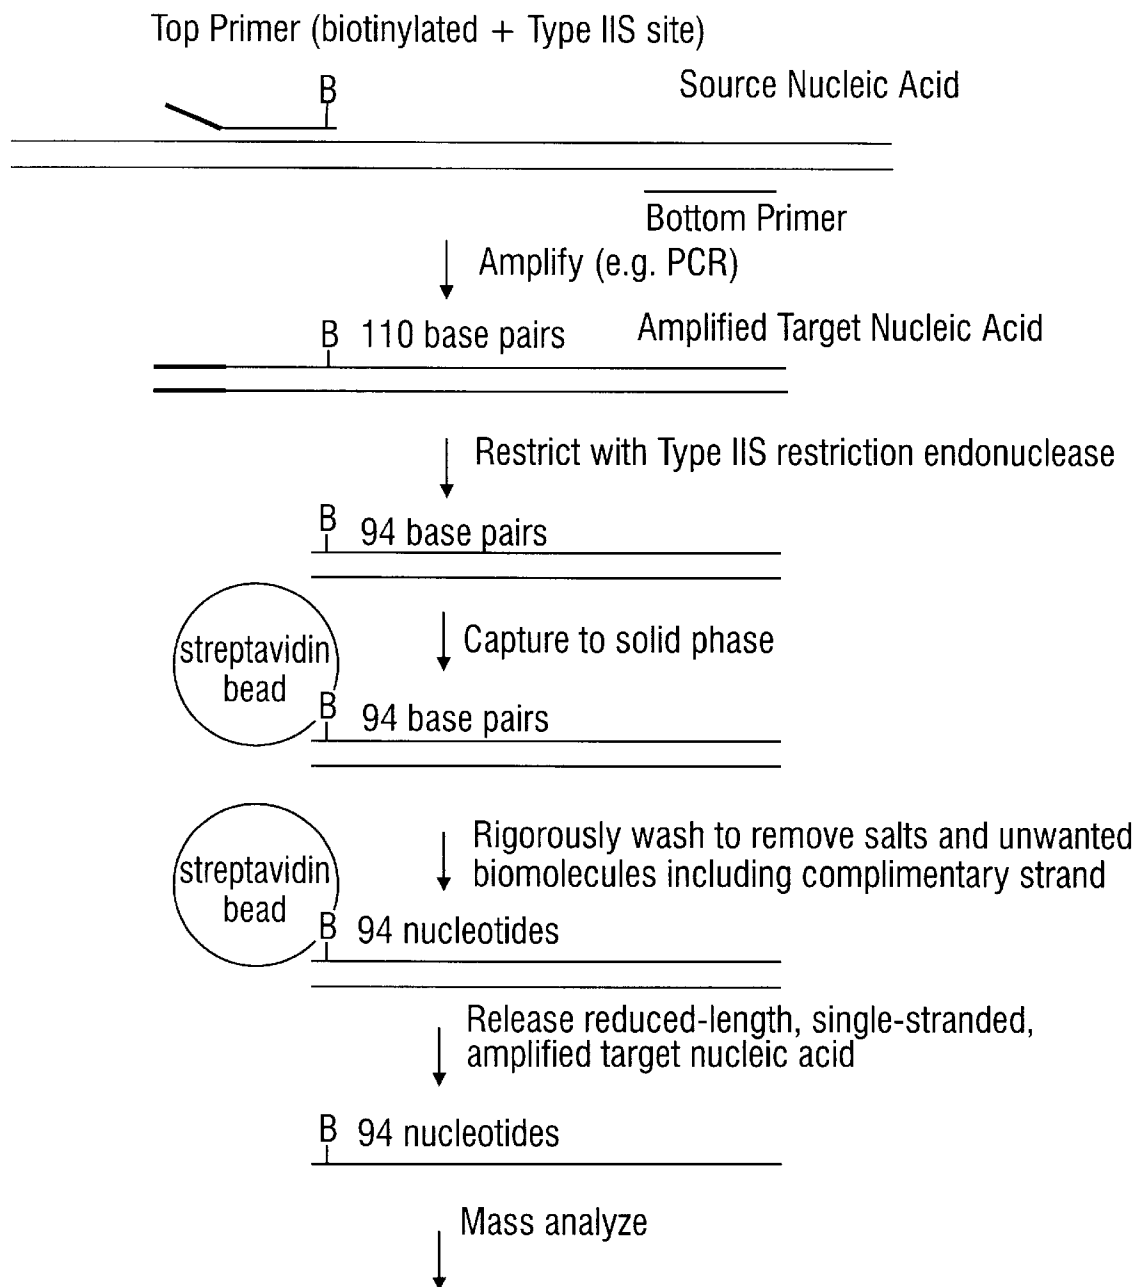 Top Primer (biotinylated + Type IIS site)
B
Source Nucleic Acid
Bottom Primer
Amplify (e.g. PCR)
B 110 base pairs
Amplified Target Nucleic Acid
Restrict with Type IIS restriction endonuclease
B 94 base pairs
streptavidin
bead
Capture to solid phase
B 94 base pairs
streptavidin
bead
Rigorously wash to remove salts and unwanted
biomolecules including complimentary strand
B 94 nucleotides
Release reduced-length, single-stranded,
amplified target nucleic acid
B 94 nucleotides
Mass analyze